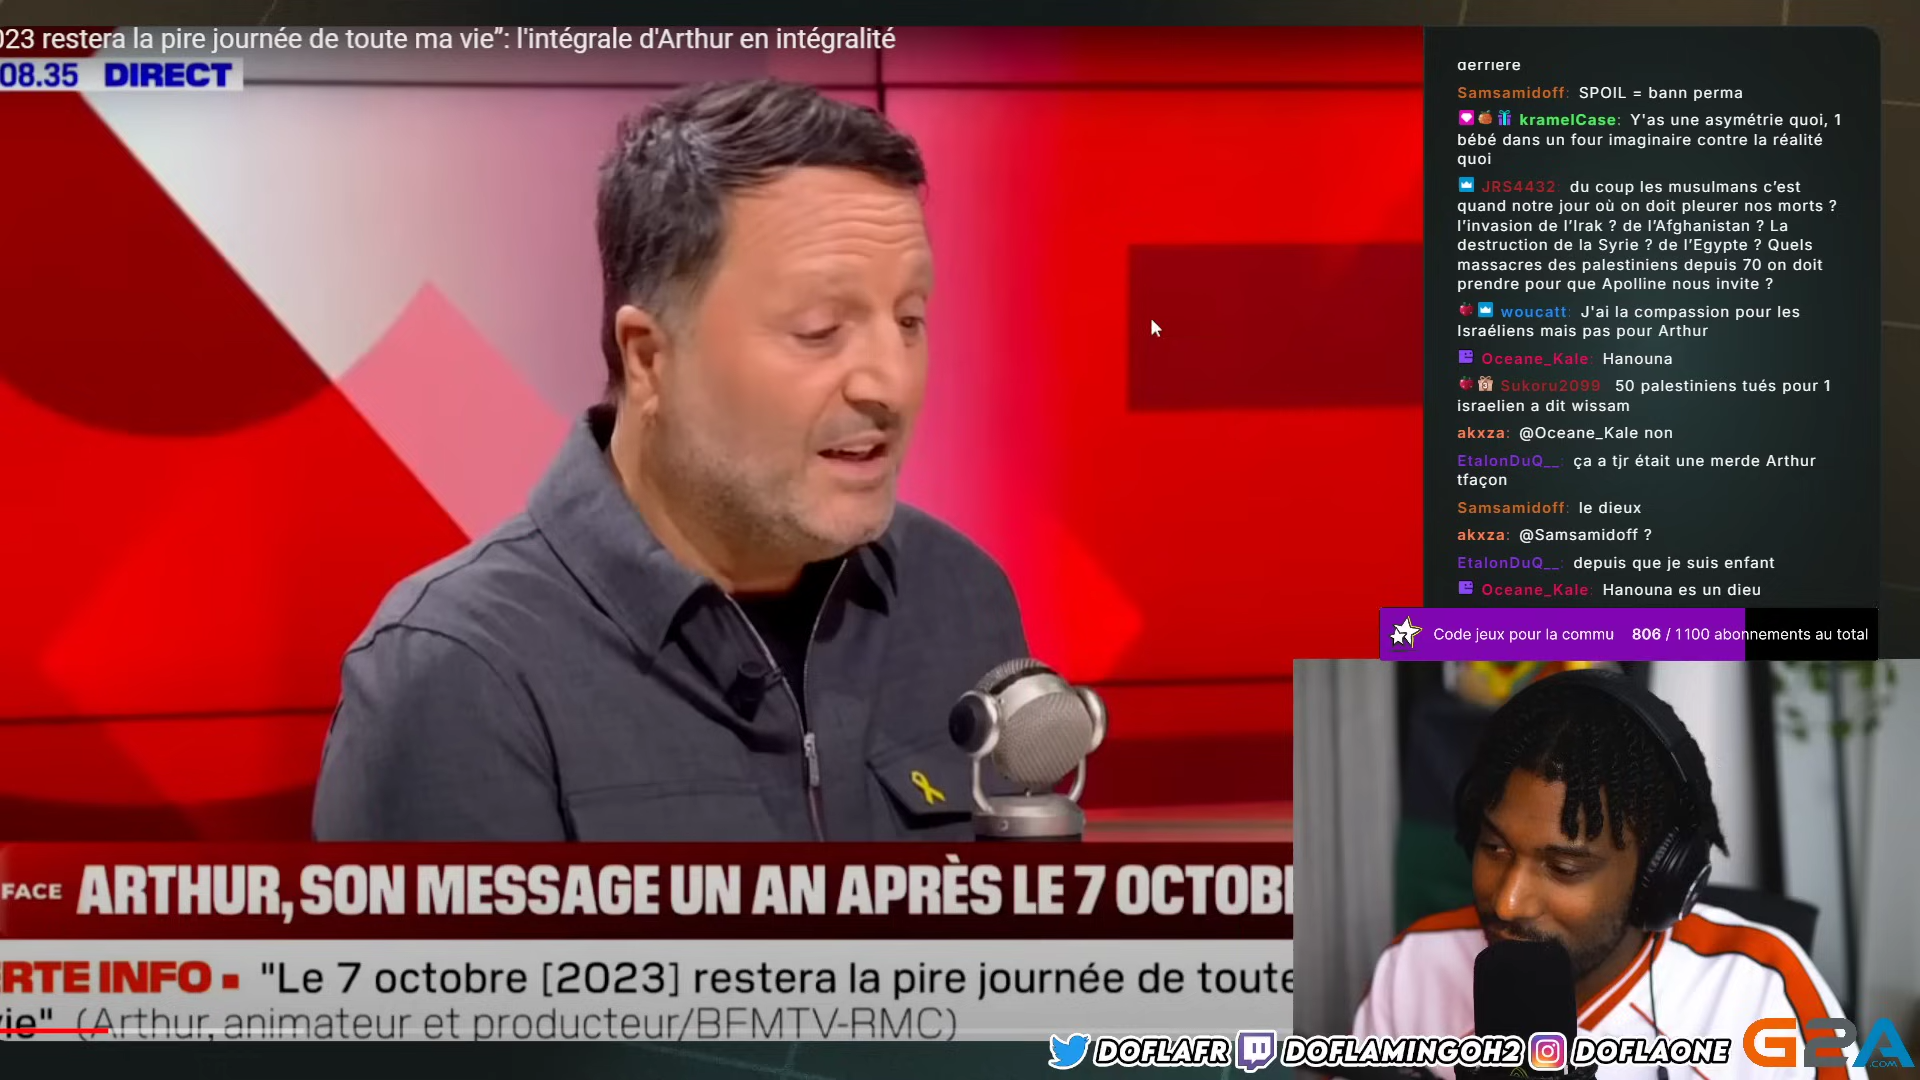 023 restera la pire journée de toute ma vie”: l'intégrale d'Arthur en intégralité
08.35 DIRECT
derrière
Samsamidoff: SPOIL = bann perma
kramelCase: Y'as une asymétrie quoi, 1
bébé dans un four imaginaire contre la réalité
quoi
JRS4432: du coup les musulmans c’est
quand notre jour où on doit pleurer nos morts ?
l’invasion de l’Irak ? de l’Afghanistan ? La
destruction de la Syrie ? de l’Egypte ? Quels
massacres des palestiniens depuis 70 on doit
prendre pour que Apolline nous invite ?
woucatt: J'ai la compassion pour les
Israéliens mais pas pour Arthur
Oceane_Kale: Hanouna
Sukoru2099 50 palestiniens tués pour 1
israelien a dit wissam
akxza: @Oceane_Kale non
EtalonDuQ__: ça a tjr était une merde Arthur
tfaçon
Samsamidoff: le dieux
akxza: @Samsamidoff ?
EtalonDuQ__: depuis que je suis enfant
Oceane_Kale: Hanouna es un dieu
Code jeux pour la commu 806 / 1100 abonnements au total
FACE ARTHUR, SON MESSAGE UN AN APRÈS LE 7 OCTOB
RTE INFO ▪ "Le 7 octobre [2023] restera la pire journée de toute
vie" (Arthur, animateur et producteur/BFMTV-RMC)
DOFLAFR DOFLAMINGOH2 DOFLAONE G2A.COM